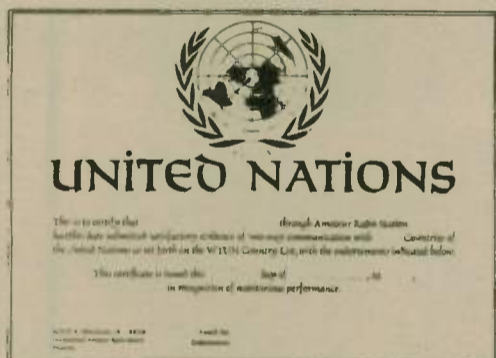 UNITED NATIONS
This is to certify that through Amateur Radio Station
has this date submitted satisfactory evidence of two-way communication with Countries of
the United Nations as set forth on the Country List, with the endorsements indicated below.
This certificate is issued this day of , 19 ,
in recognition of meritorious performance.